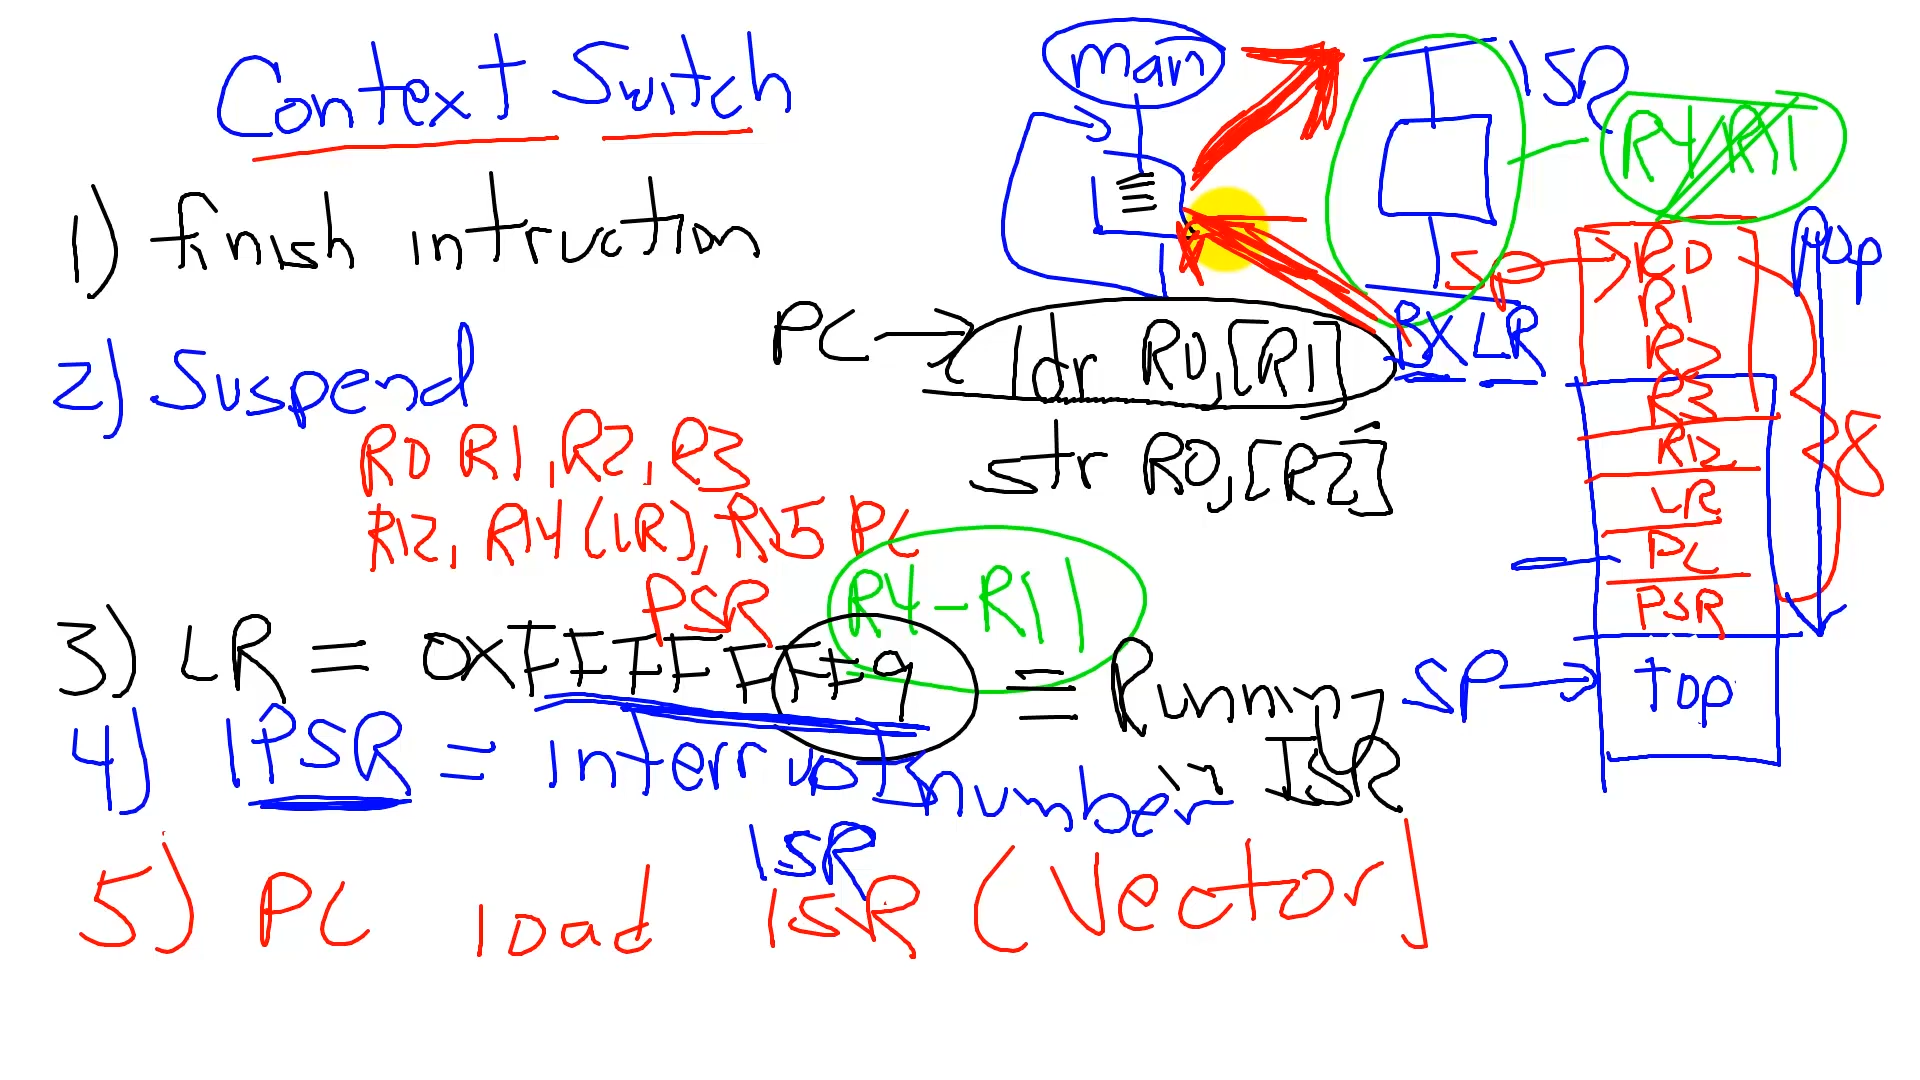 Context Switch
1) finish intruction
2) Suspend
R0 R1, R2, R3
R12, R14 (LR), R15 PC
PSR
R4-R11
3) LR = 0xFFFFFFF9 = Running
in ISR
4) IPSR = interrupt number
ISR
5) PC load ISR (Vector)
man
ISR
R4 R11
BX LR
PC
ldr R0, [R1]
str R0, [R2]
SP
R0
R1
R2
R3
R12
LR
PC
PSR
8
pop
SP
top